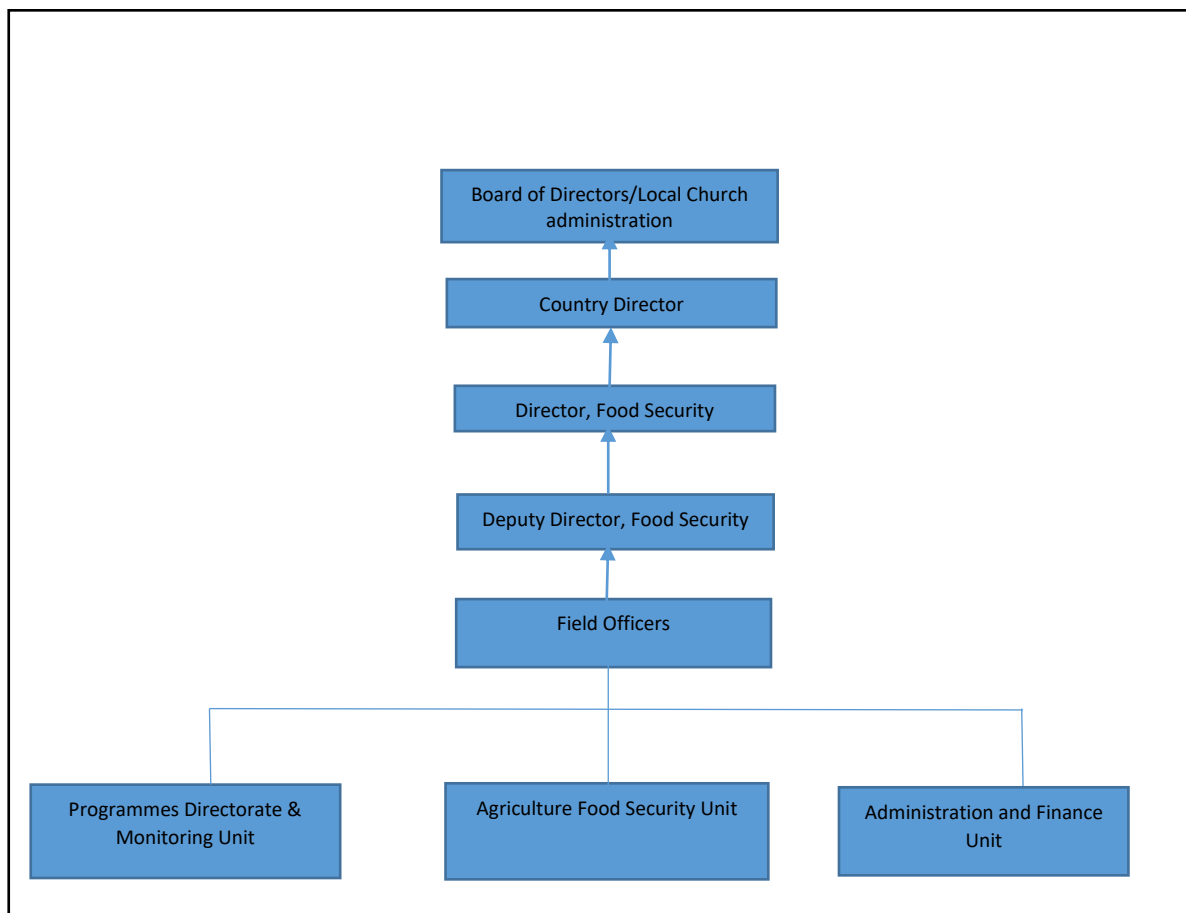 Board of Directors/Local Church
administration
Country Director
Director, Food Security
Deputy Director, Food Security
Field Officers
Programmes Directorate &
Monitoring Unit
Agriculture Food Security Unit
Administration and Finance
Unit